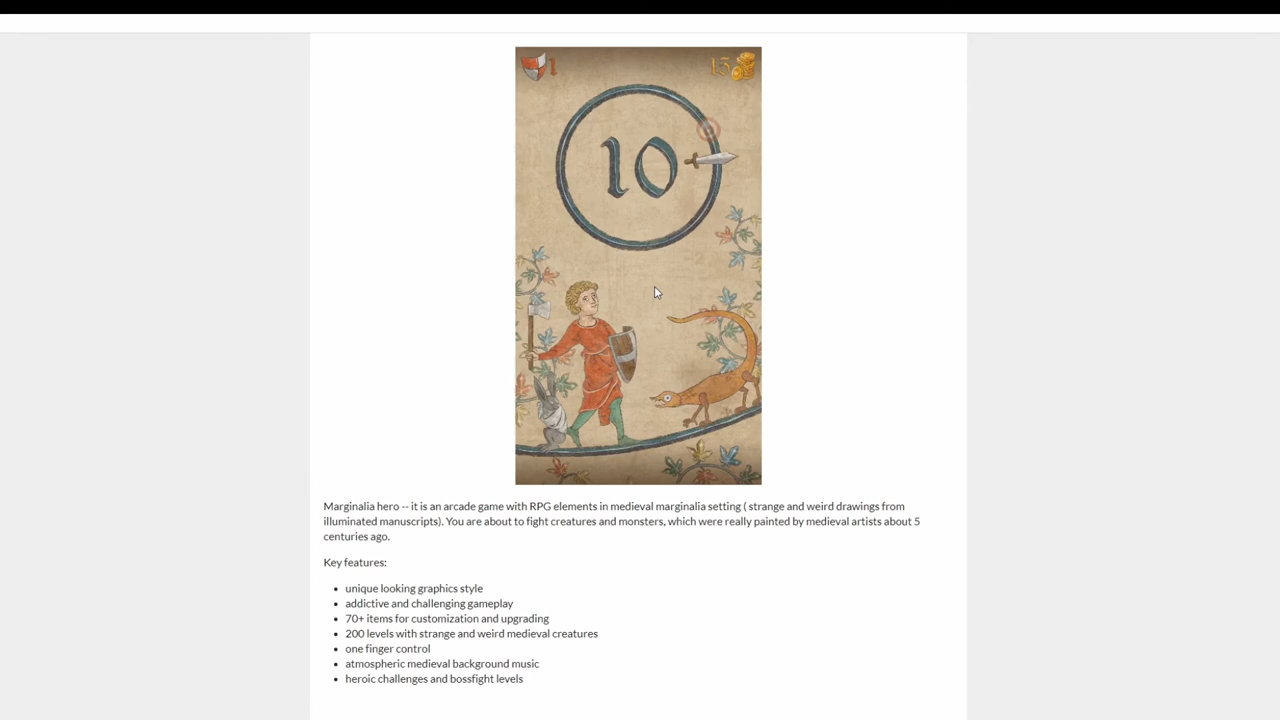 1
15
10
Marginalia hero -- it is an arcade game with RPG elements in medieval marginalia setting ( strange and weird drawings from
illuminated manuscripts). You are about to fight creatures and monsters, which were really painted by medieval artists about 5
centuries ago.
Key features:
• unique looking graphics style
• addictive and challenging gameplay
• 70+ items for customization and upgrading
• 200 levels with strange and weird medieval creatures
• one finger control
• atmospheric medieval background music
• heroic challenges and bossfight levels